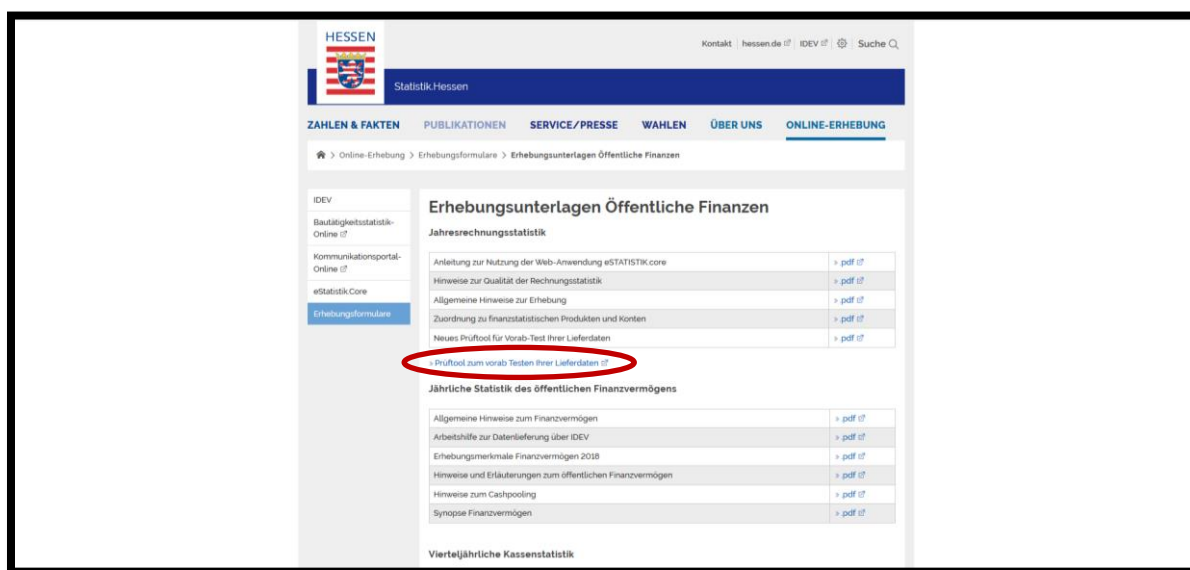 HESSEN
Kontakt hessen.de IDEV Suche
Statistik.Hessen
ZAHLEN & FAKTEN PUBLIKATIONEN SERVICE/PRESSE WAHLEN ÜBER UNS ONLINE-ERHEBUNG
> Online-Erhebung > Erhebungsformulare > Erhebungsunterlagen Öffentliche Finanzen
IDEV
Bautätigkeitsstatistik-
Online
Kommunikationsportal-
Online
eStatistik.Core
Erhebungsformulare
Erhebungsunterlagen Öffentliche Finanzen
Jahresrechnungsstatistik
Anleitung zur Nutzung der Web-Anwendung eSTATISTIK.core > .pdf
Hinweise zur Qualität der Rechnungsstatistik > .pdf
Allgemeine Hinweise zur Erhebung > .pdf
Zuordnung zu finanzstatistischen Produkten und Konten > .pdf
Neues Prüftool für Vorab-Test Ihrer Lieferdaten > .pdf
> Prüftool zum vorab Testen Ihrer Lieferdaten
Jährliche Statistik des öffentlichen Finanzvermögens
Allgemeine Hinweise zum Finanzvermögen > .pdf
Arbeitshilfe zur Datenlieferung über IDEV > .pdf
Erhebungsmerkmale Finanzvermögen 2018 > .pdf
Hinweise und Erläuterungen zum öffentlichen Finanzvermögen > .pdf
Hinweise zum Cashpooling > .pdf
Synopse Finanzvermögen > .pdf
Vierteljährliche Kassenstatistik